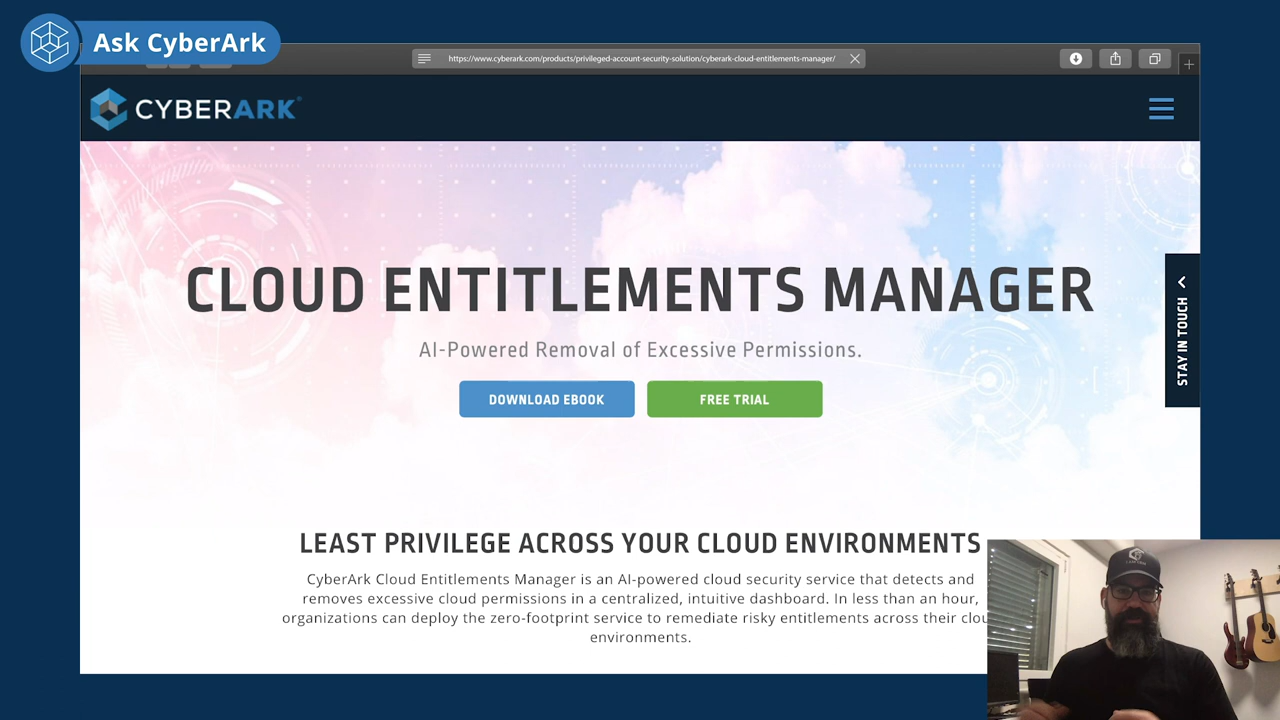 Ask CyberArk
https://www.cyberark.com/products/privileged-account-security-solution/cyberark-cloud-entitlements-manager/
CYBERARK®
CLOUD ENTITLEMENTS MANAGER
AI-Powered Removal of Excessive Permissions.
DOWNLOAD EBOOK
FREE TRIAL
STAY IN TOUCH
LEAST PRIVILEGE ACROSS YOUR CLOUD ENVIRONMENTS
CyberArk Cloud Entitlements Manager is an AI-powered cloud security service that detects and
removes excessive cloud permissions in a centralized, intuitive dashboard. In less than an hour,
organizations can deploy the zero-footprint service to remediate risky entitlements across their clou
environments.